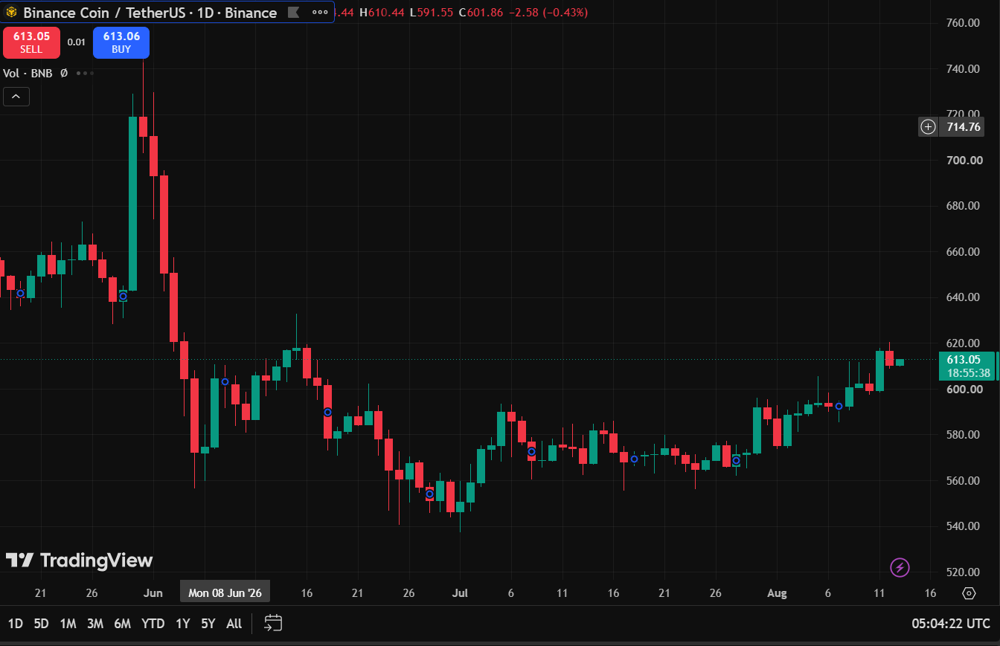 Binance Coin / TetherUS · 1D · Binance .44 H610.44 L591.55 C601.86 −2.58 (−0.43%)
613.05 SELL
0.01
613.06 BUY
Vol · BNB Ø
760.00
740.00
720.00
714.76
700.00
680.00
660.00
640.00
620.00
613.05
18:55:38
600.00
580.00
560.00
540.00
520.00
TradingView
21 26 Jun Mon 08 Jun '26 16 21 26 Jul 6 11 16 21 26 Aug 6 11 16
1D 5D 1M 3M 6M YTD 1Y 5Y All 05:04:22 UTC